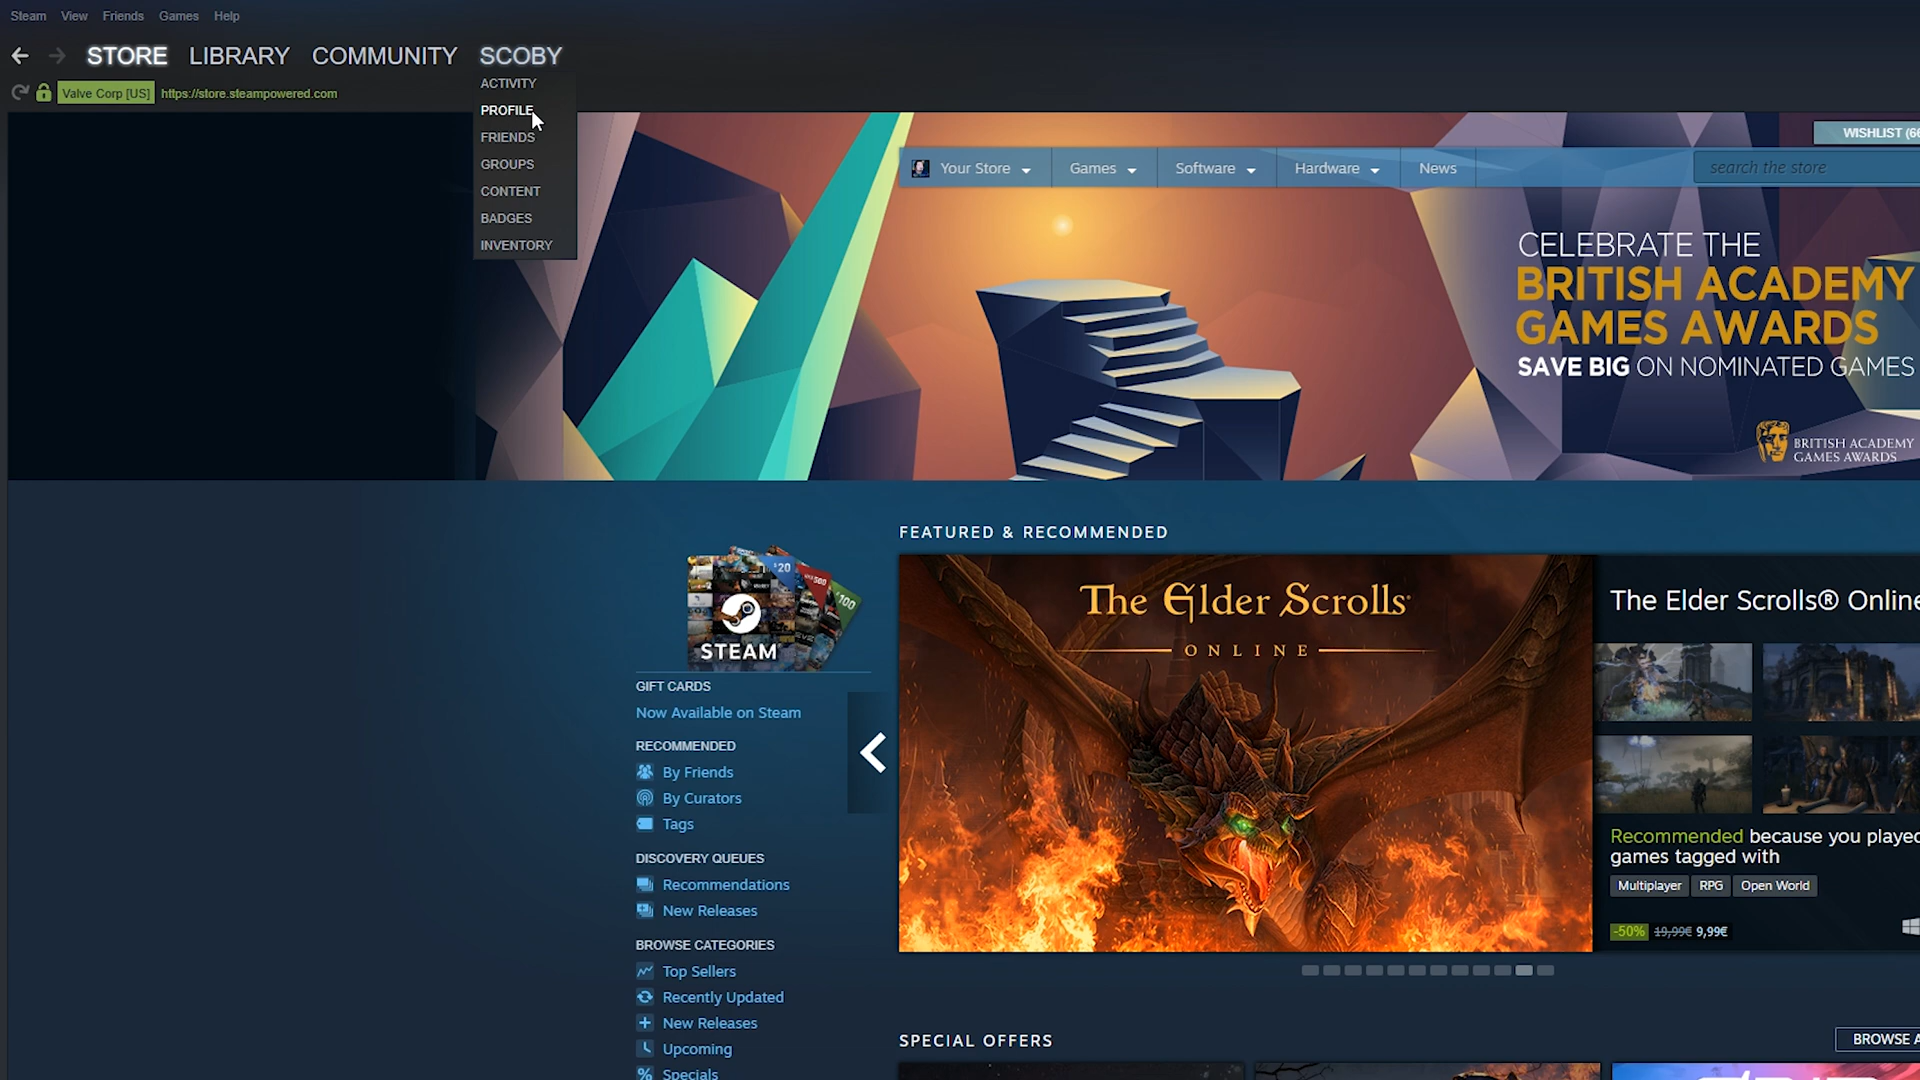 Steam View Friends Games Help
STORE LIBRARY COMMUNITY SCOBY
Valve Corp [US] https://store.steampowered.com
ACTIVITY
PROFILE
FRIENDS
GROUPS
CONTENT
BADGES
INVENTORY
WISHLIST (66
Your Store Games Software Hardware News
search the store
CELEBRATE THE
BRITISH ACADEMY
GAMES AWARDS
SAVE BIG ON NOMINATED GAMES
BRITISH ACADEMY
GAMES AWARDS
FEATURED & RECOMMENDED
$20
500
100
STEAM
GIFT CARDS
Now Available on Steam
RECOMMENDED
By Friends
By Curators
Tags
DISCOVERY QUEUES
Recommendations
New Releases
BROWSE CATEGORIES
Top Sellers
Recently Updated
New Releases
Upcoming
Specials
The Elder Scrolls
ONLINE
The Elder Scrolls® Online
Recommended because you played
games tagged with
Multiplayer RPG Open World
-50% 19,99€ 9,99€
SPECIAL OFFERS
BROWSE A